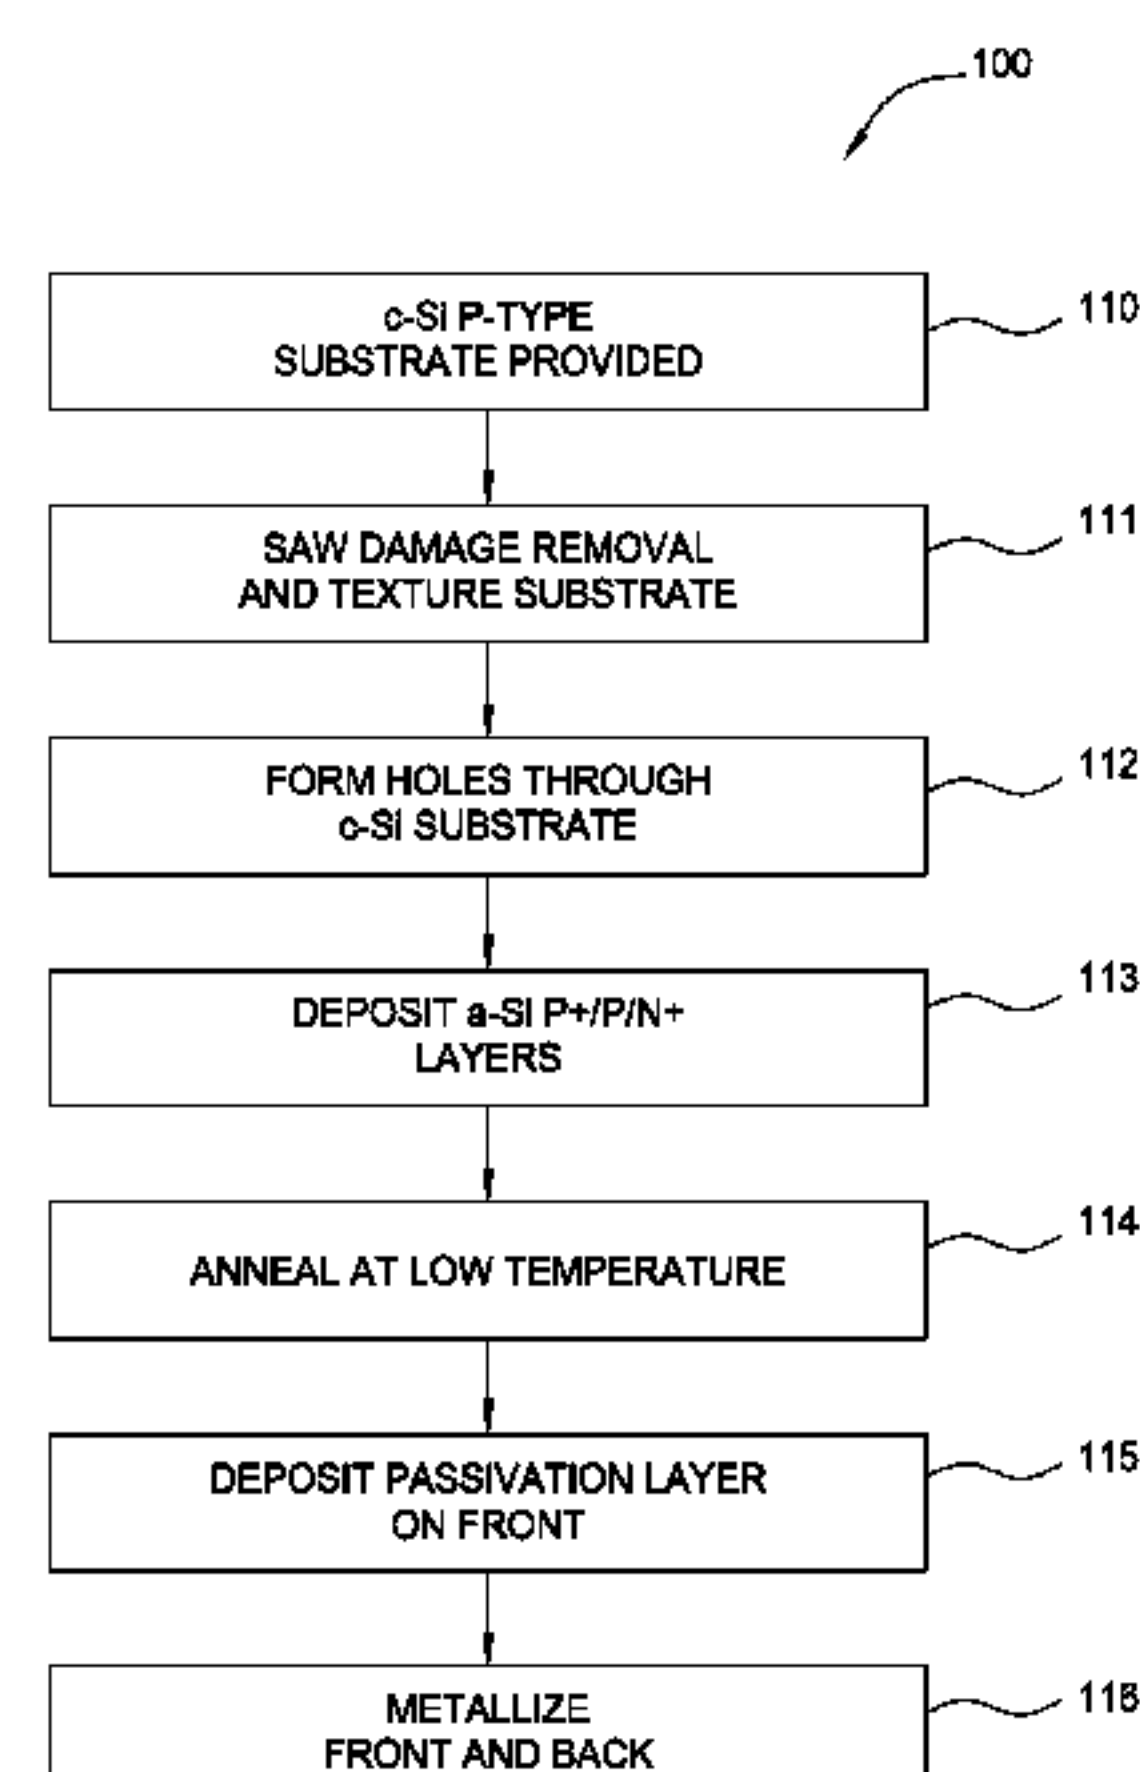 100
c-Si P-TYPE
SUBSTRATE PROVIDED
110
SAW DAMAGE REMOVAL
AND TEXTURE SUBSTRATE
111
FORM HOLES THROUGH
c-Si SUBSTRATE
112
DEPOSIT a-Si P+/P/N+
LAYERS
113
ANNEAL AT LOW TEMPERATURE
114
DEPOSIT PASSIVATION LAYER
ON FRONT
115
METALLIZE
FRONT AND BACK
116